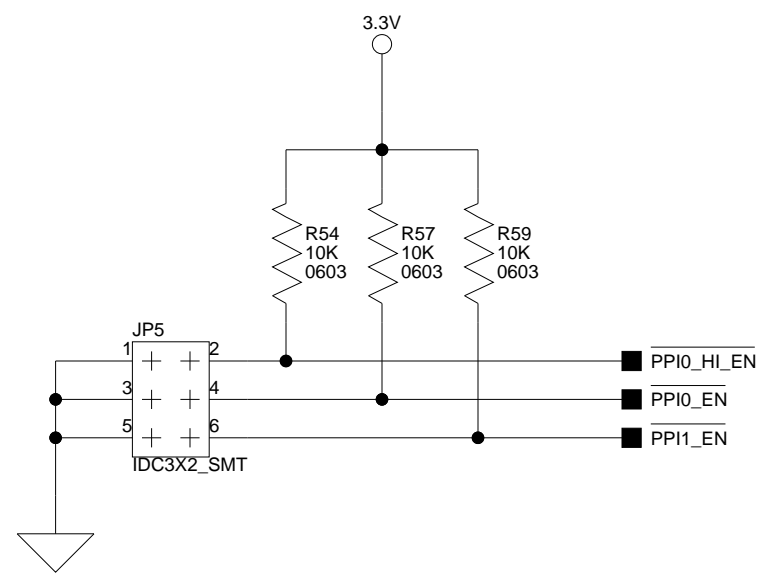 3.3V
R54
10K
0603
R57
10K
0603
R59
10K
0603
JP5
1
2
3
4
5
6
IDC3X2_SMT
PPI0_HI_EN
PPI0_EN
PPI1_EN